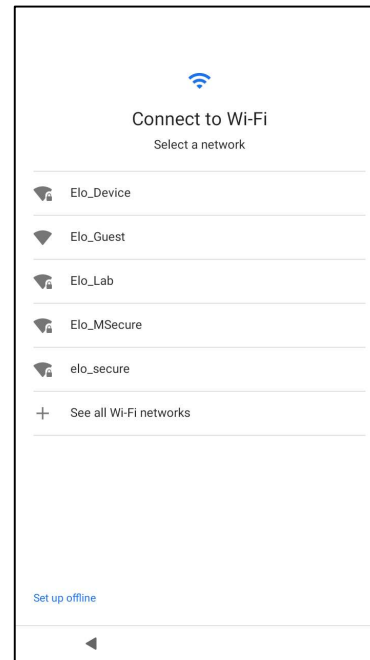 Connect to Wi-Fi
Select a network
Elo_Device
Elo_Guest
Elo_Lab
Elo_MSecure
elo_secure
See all Wi-Fi networks
Set up offline